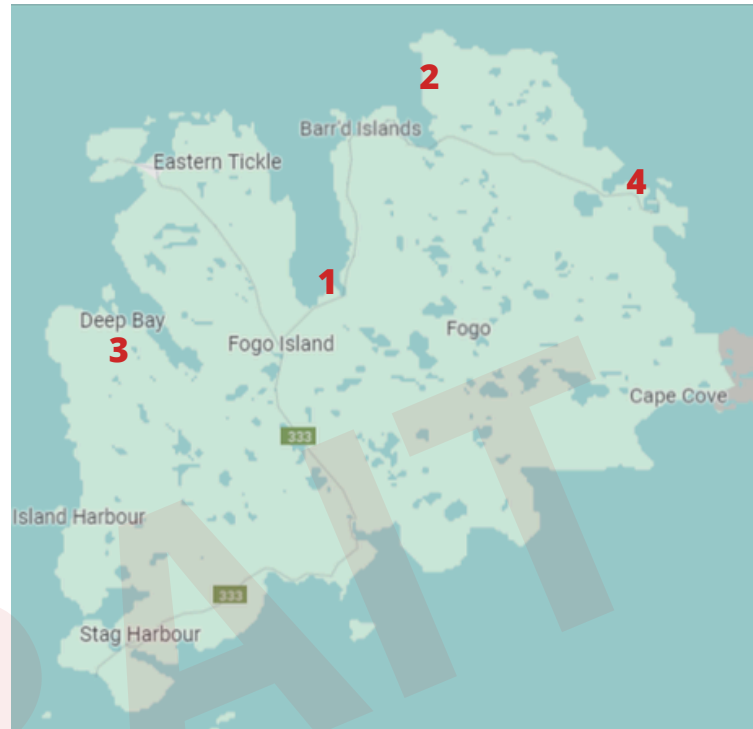 2
Barr'd Islands
Eastern Tickle
4
1
Deep Bay
Fogo
Fogo Island
3
Cape Cove
333
Island Harbour
333
Stag Harbour
AIT